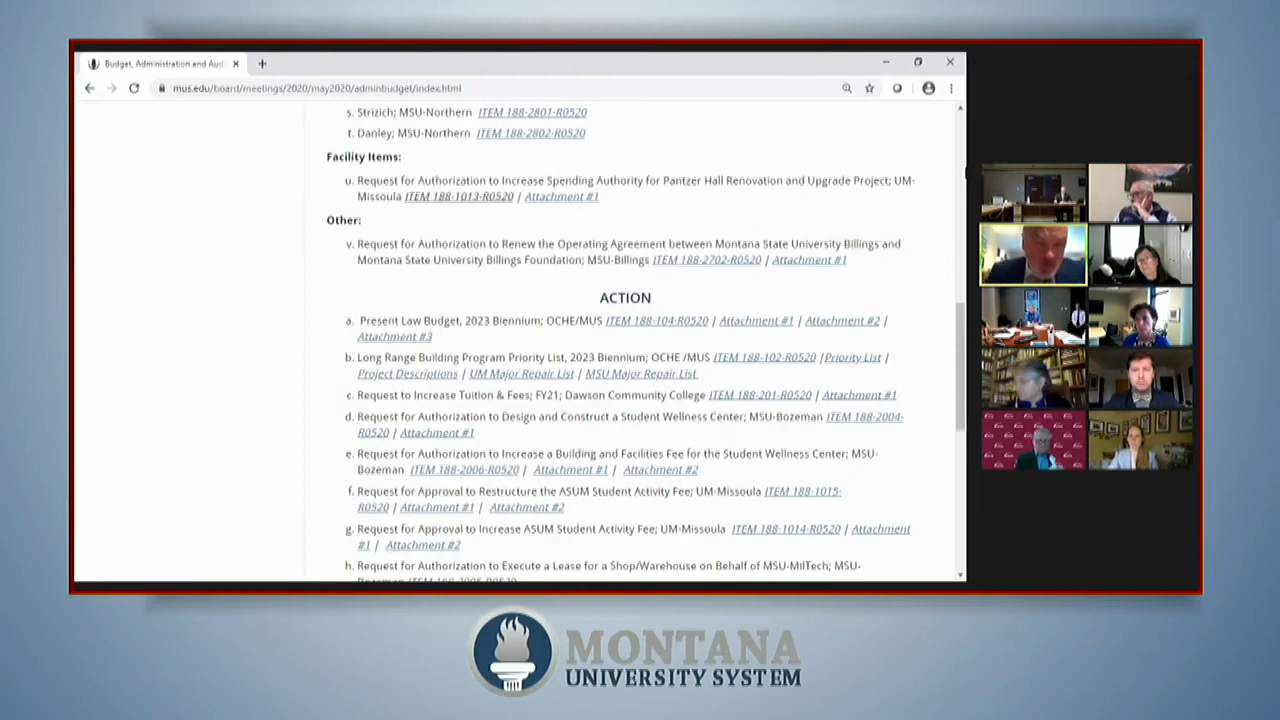 Budget, Administration and Aud
mus.edu/board/meetings/2020/may2020/adminbudget/index.html
s. Strizich; MSU-Northern ITEM 188-2801-R0520
t. Danley; MSU-Northern ITEM 188-2802-R0520
Facility Items:
u. Request for Authorization to Increase Spending Authority for Pantzer Hall Renovation and Upgrade Project; UM-
Missoula ITEM 188-1013-R0520 | Attachment #1
Other:
v. Request for Authorization to Renew the Operating Agreement between Montana State University Billings and
Montana State University Billings Foundation; MSU-Billings ITEM 188-2702-R0520 | Attachment #1
ACTION
a. Present Law Budget, 2023 Biennium; OCHE/MUS ITEM 188-104-R0520 | Attachment #1 | Attachment #2 |
Attachment #3
b. Long Range Building Program Priority List, 2023 Biennium; OCHE /MUS ITEM 188-102-R0520 |Priority List |
Project Descriptions | UM Major Repair List | MSU Major Repair List
c. Request to Increase Tuition & Fees; FY21; Dawson Community College ITEM 188-201-R0520 | Attachment #1
d. Request for Authorization to Design and Construct a Student Wellness Center; MSU-Bozeman ITEM 188-2004-
R0520 | Attachment #1
e. Request for Authorization to Increase a Building and Facilities Fee for the Student Wellness Center; MSU-
Bozeman ITEM 188-2006-R0520 | Attachment #1 | Attachment #2
f. Request for Approval to Restructure the ASUM Student Activity Fee; UM-Missoula ITEM 188-1015-
R0520 | Attachment #1 | Attachment #2
g. Request for Approval to Increase ASUM Student Activity Fee; UM-Missoula ITEM 188-1014-R0520 | Attachment
#1 | Attachment #2
h. Request for Authorization to Execute a Lease for a Shop/Warehouse on Behalf of MSU-MilTech; MSU-
MONTANA
UNIVERSITY SYSTEM